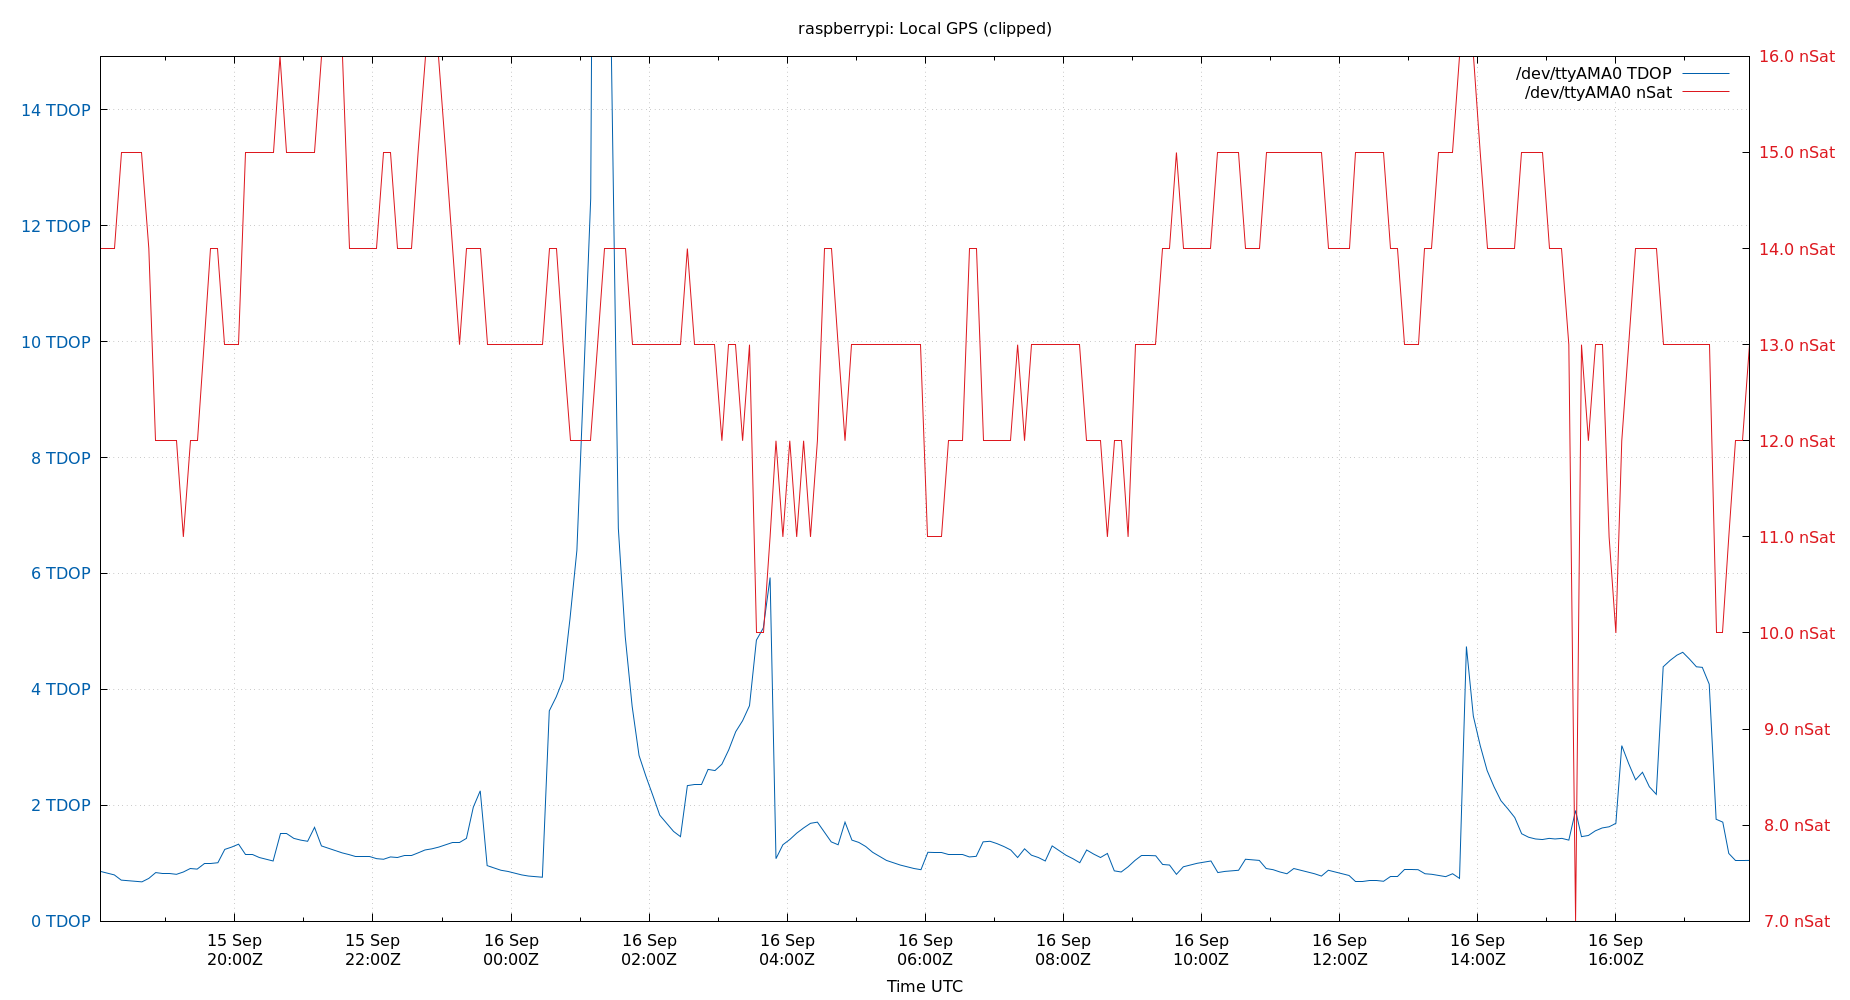 raspberrypi: Local GPS (clipped)
/dev/ttyAMA0 TDOP
/dev/ttyAMA0 nSat
14 TDOP
12 TDOP
10 TDOP
8 TDOP
6 TDOP
4 TDOP
2 TDOP
0 TDOP
16.0 nSat
15.0 nSat
14.0 nSat
13.0 nSat
12.0 nSat
11.0 nSat
10.0 nSat
9.0 nSat
8.0 nSat
7.0 nSat
15 Sep
20:00Z
15 Sep
22:00Z
16 Sep
00:00Z
16 Sep
02:00Z
16 Sep
04:00Z
16 Sep
06:00Z
16 Sep
08:00Z
16 Sep
10:00Z
16 Sep
12:00Z
16 Sep
14:00Z
16 Sep
16:00Z
Time UTC